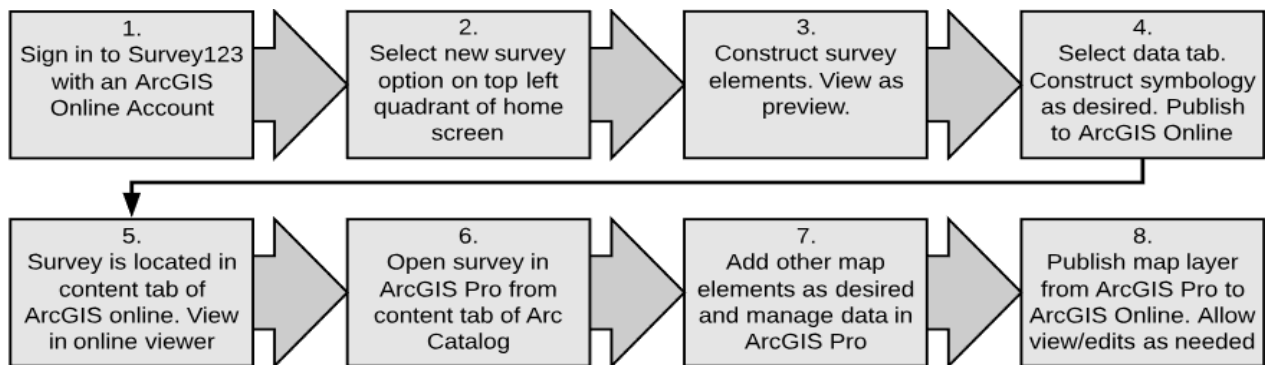 1.
Sign in to Survey123
with an ArcGIS
Online Account
2.
Select new survey
option on top left
quadrant of home
screen
3.
Construct survey
elements. View as
preview.
4.
Select data tab.
Construct symbology
as desired. Publish
to ArcGIS Online
5.
Survey is located in
content tab of
ArcGIS online. View
in online viewer
6.
Open survey in
ArcGIS Pro from
content tab of Arc
Catalog
7.
Add other map
elements as desired
and manage data in
ArcGIS Pro
8.
Publish map layer
from ArcGIS Pro to
ArcGIS Online. Allow
view/edits as needed